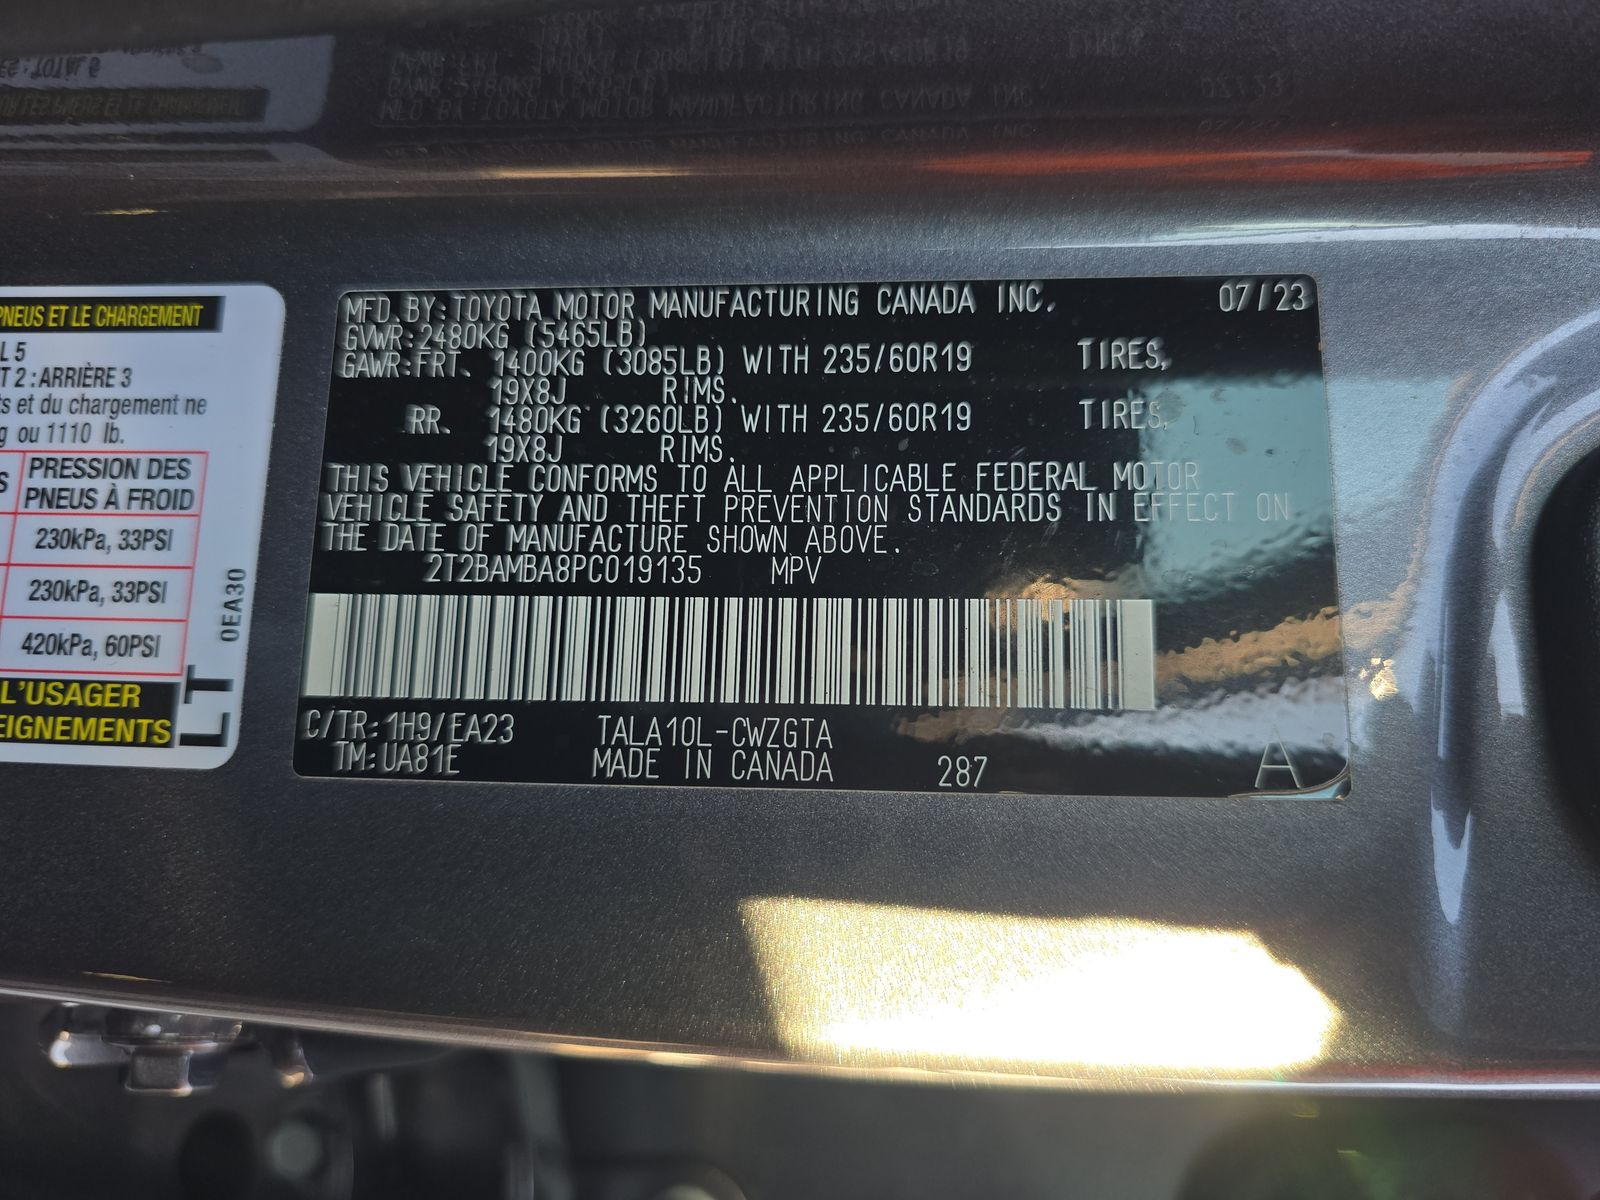 PNEUS ET LE CHARGEMENT
L 5
T 2 : ARRIÈRE 3
ts et du chargement ne
g ou 1110 lb.
S PRESSION DES
PNEUS À FROID
230kPa, 33PSI
230kPa, 33PSI
420kPa, 60PSI
L'USAGER
EIGNEMENTS
0EA30
LT
MFD. BY: TOYOTA MOTOR MANUFACTURING CANADA INC. 07/23
GVWR: 2480KG (5465LB)
GAWR: FRT. 1400KG (3085LB) WITH 235/60R19 TIRES,
19X8J RIMS.
RR. 1480KG (3260LB) WITH 235/60R19 TIRES,
19X8J RIMS.
THIS VEHICLE CONFORMS TO ALL APPLICABLE FEDERAL MOTOR
VEHICLE SAFETY AND THEFT PREVENTION STANDARDS IN EFFECT ON
THE DATE OF MANUFACTURE SHOWN ABOVE.
2T2BAMBA8PC019135 MPV
C/TR: 1H9/EA23 TALA10L-CWZGTA
TM: UA81E MADE IN CANADA 287 A